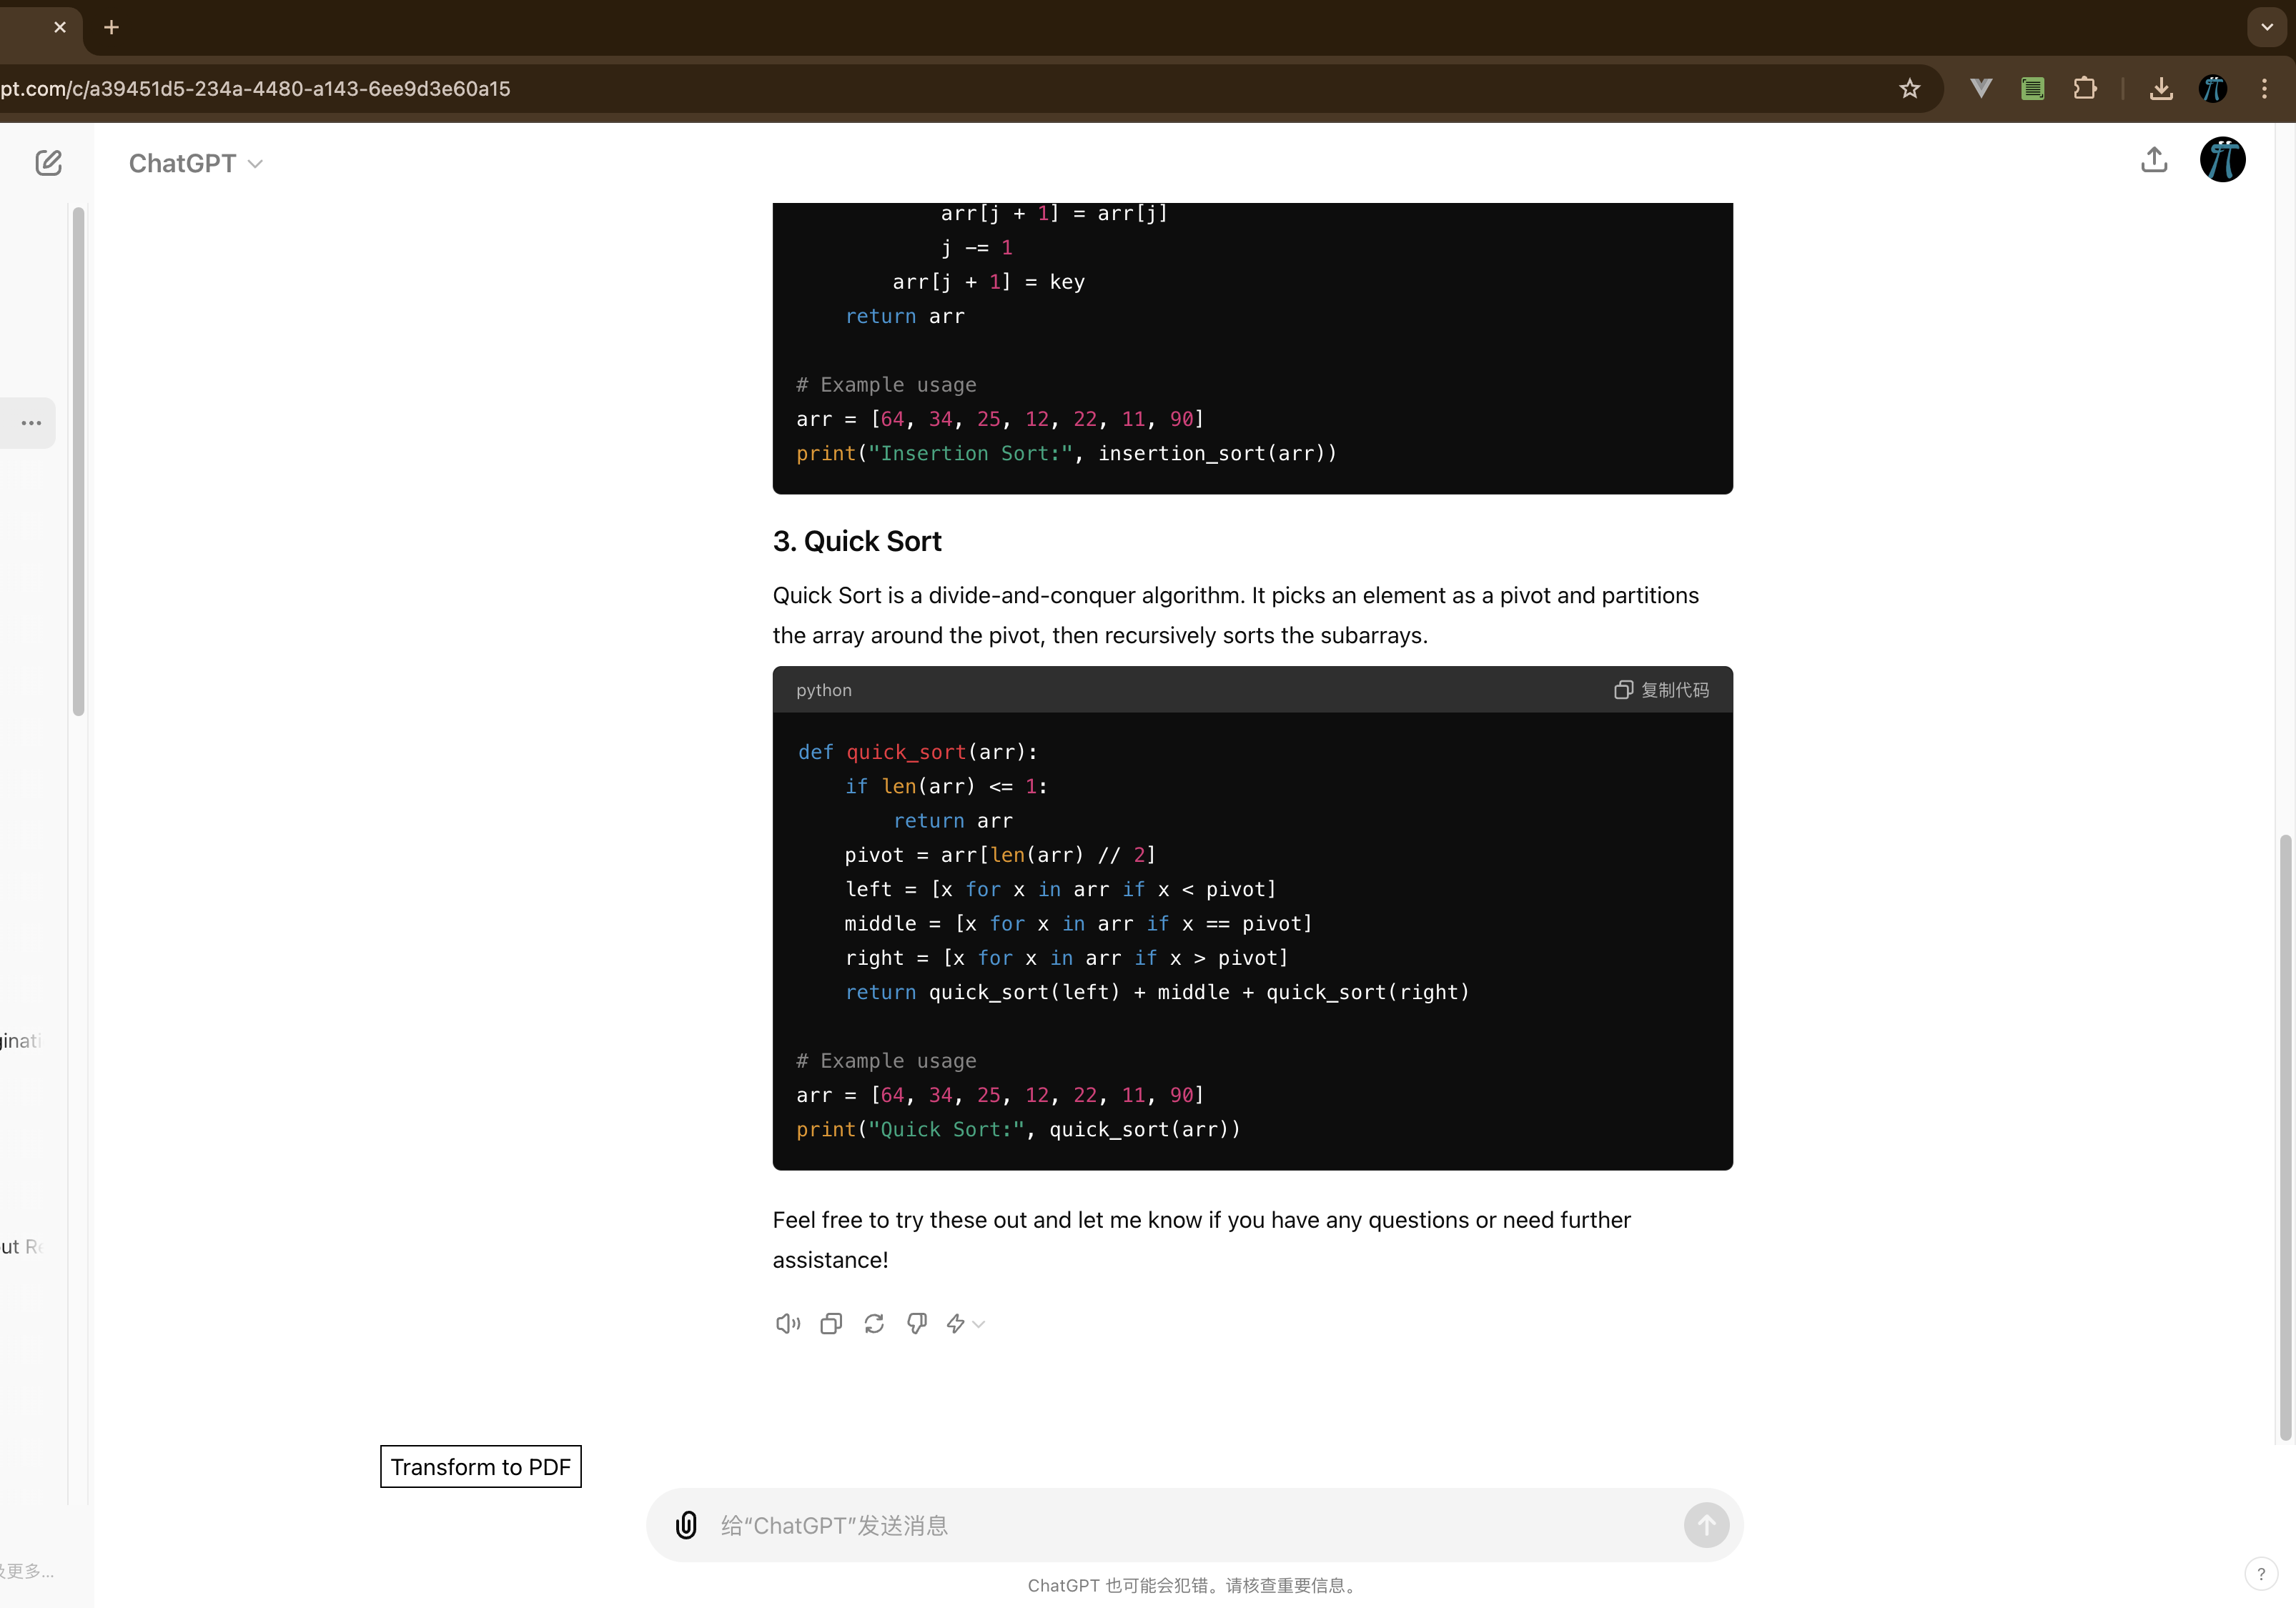 pt.com/c/a39451d5-234a-4480-a143-6ee9d3e60a15
ChatGPT
arr[j + 1] = arr[j]
j -= 1
arr[j + 1] = key
return arr
# Example usage
arr = [64, 34, 25, 12, 22, 11, 90]
print("Insertion Sort:", insertion_sort(arr))
3. Quick Sort
Quick Sort is a divide-and-conquer algorithm. It picks an element as a pivot and partitions
the array around the pivot, then recursively sorts the subarrays.
python 复制代码
def quick_sort(arr):
if len(arr) <= 1:
return arr
pivot = arr[len(arr) // 2]
left = [x for x in arr if x < pivot]
middle = [x for x in arr if x == pivot]
right = [x for x in arr if x > pivot]
return quick_sort(left) + middle + quick_sort(right)
# Example usage
arr = [64, 34, 25, 12, 22, 11, 90]
print("Quick Sort:", quick_sort(arr))
Feel free to try these out and let me know if you have any questions or need further
assistance!
Transform to PDF
给“ChatGPT”发送消息
更多...
ChatGPT 也可能会犯错。请核查重要信息。
?